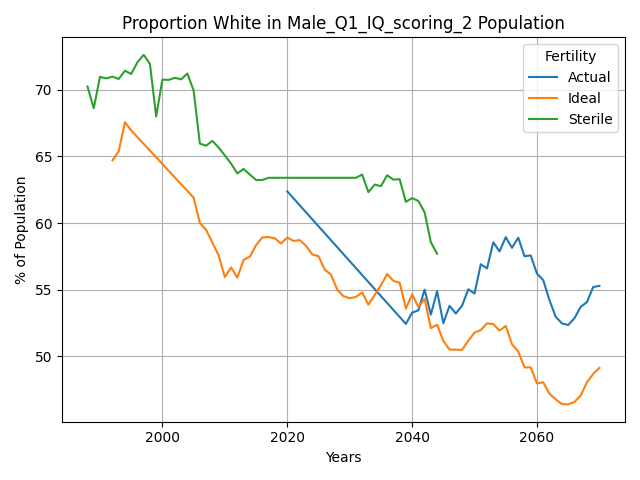 Proportion White in Male_Q1_IQ_scoring_2 Population
Fertility
Actual
Ideal
Sterile
% of Population
70
65
60
55
50
2000
2020
2040
2060
Years